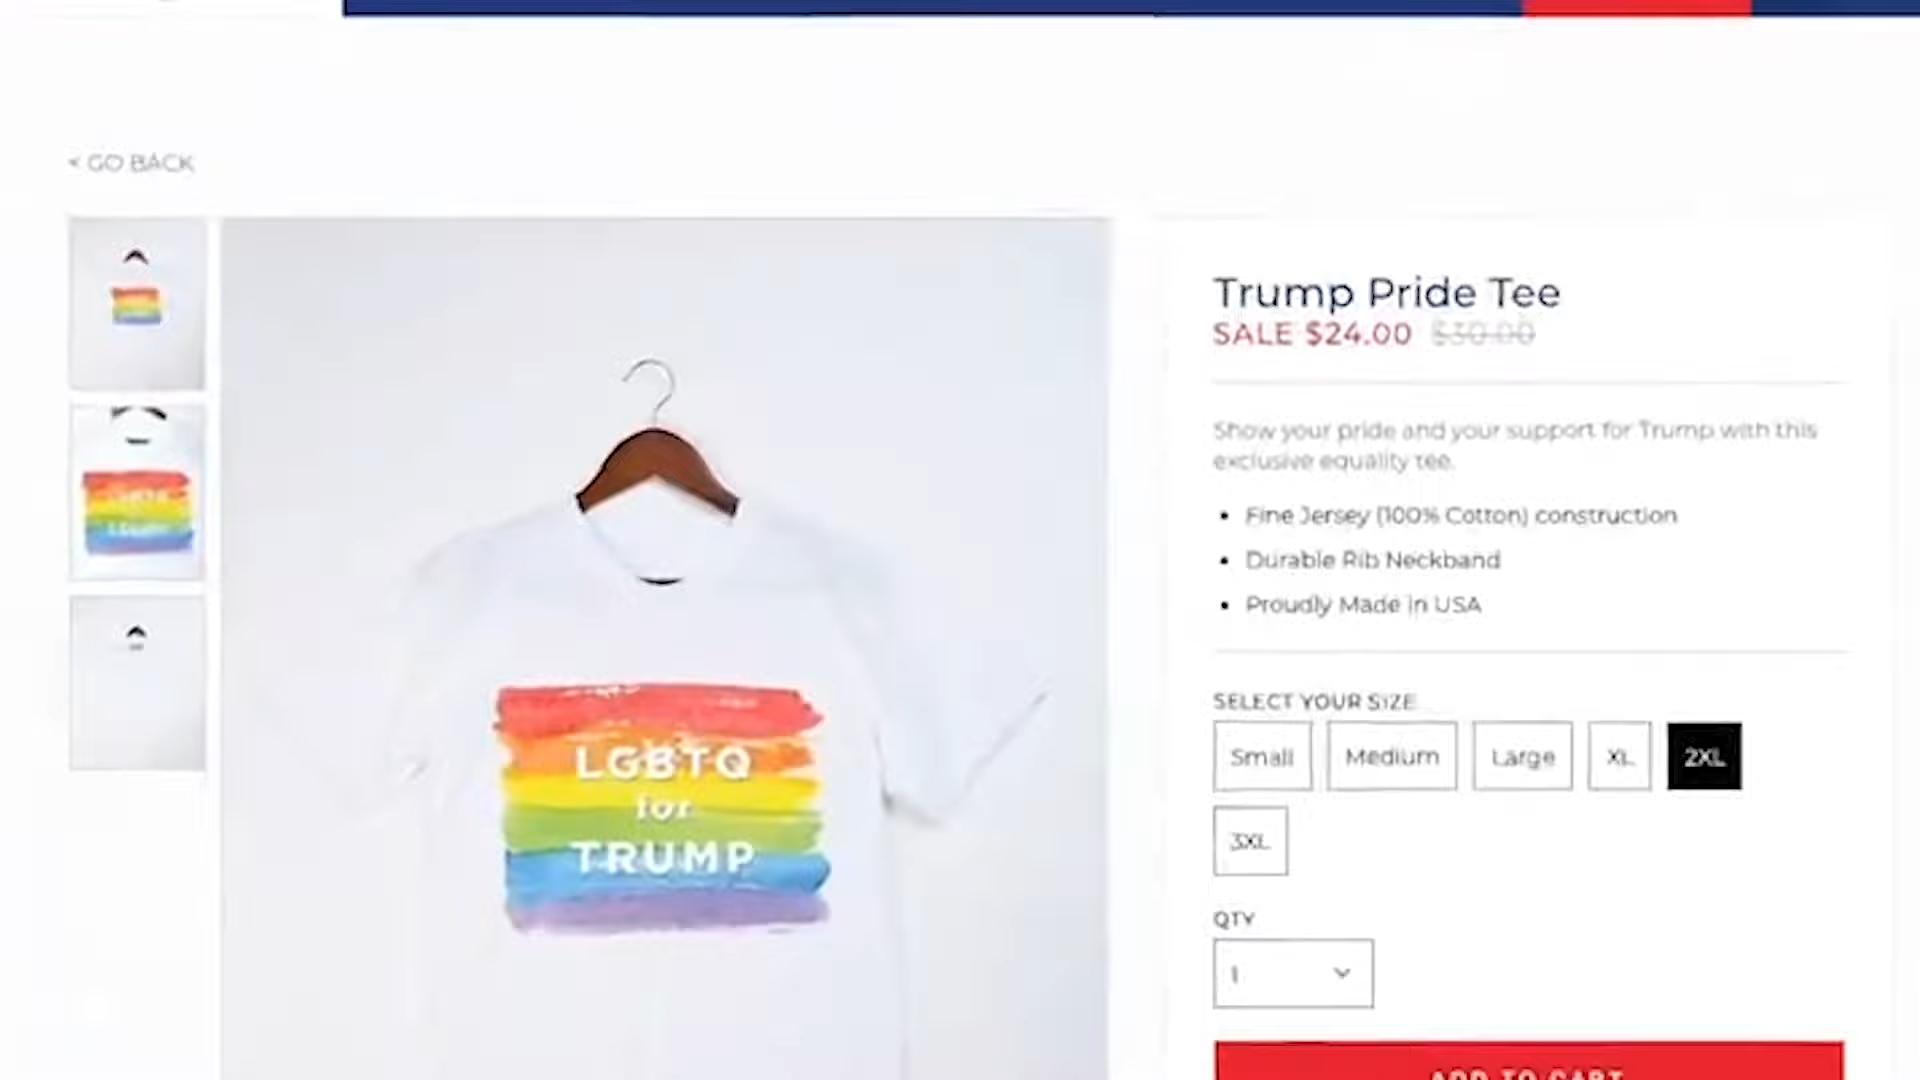 < GO BACK
Trump Pride Tee
SALE $24.00 $30.00
Show your pride and your support for Trump with this
exclusive equality tee.
• Fine Jersey (100% Cotton) construction
• Durable Rib Neckband
• Proudly Made in USA
LGBTQ
for
TRUMP
SELECT YOUR SIZE
Small Medium Large XL 2XL
3XL
QTY
1
ADD TO CART